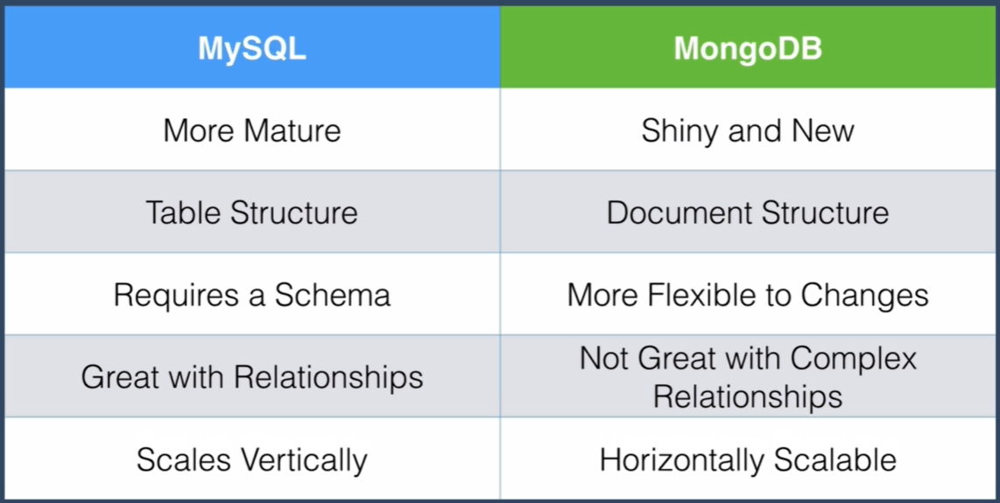 MySQL
MongoDB
More Mature
Shiny and New
Table Structure
Document Structure
Requires a Schema
More Flexible to Changes
Great with Relationships
Not Great with Complex
Relationships
Scales Vertically
Horizontally Scalable